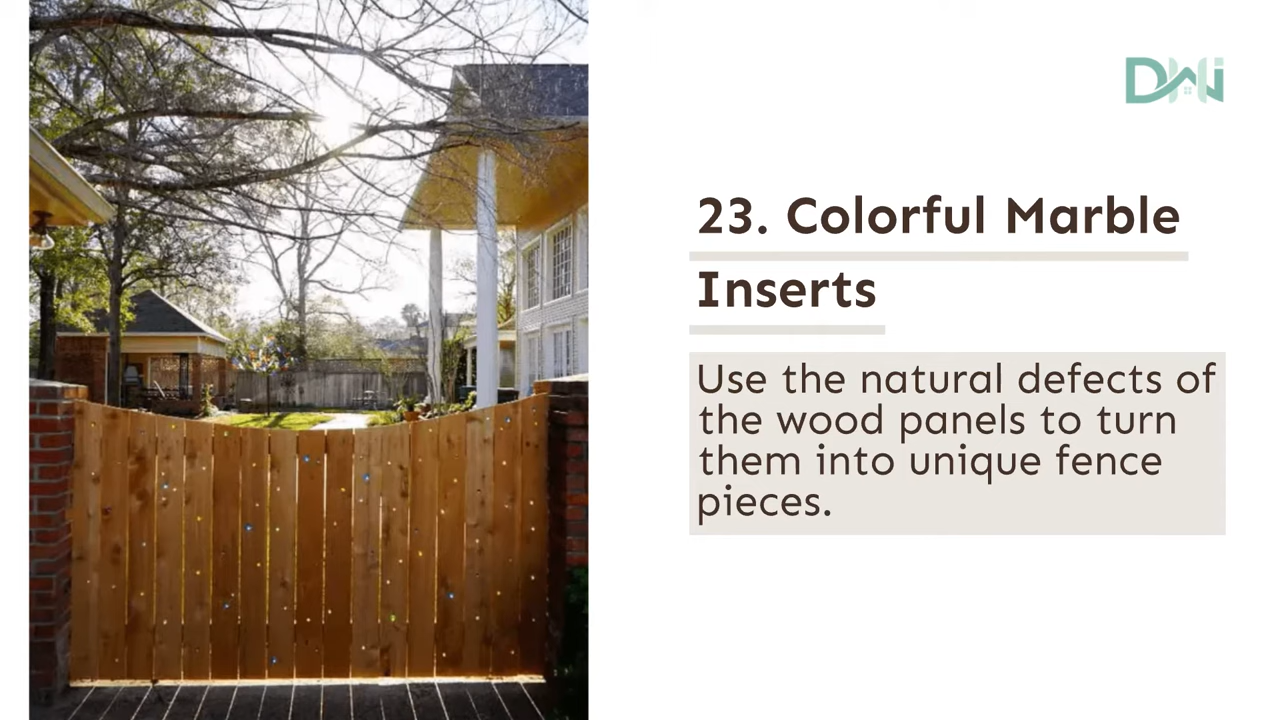 DHI
23. Colorful Marble
Inserts
Use the natural defects of
the wood panels to turn
them into unique fence
pieces.